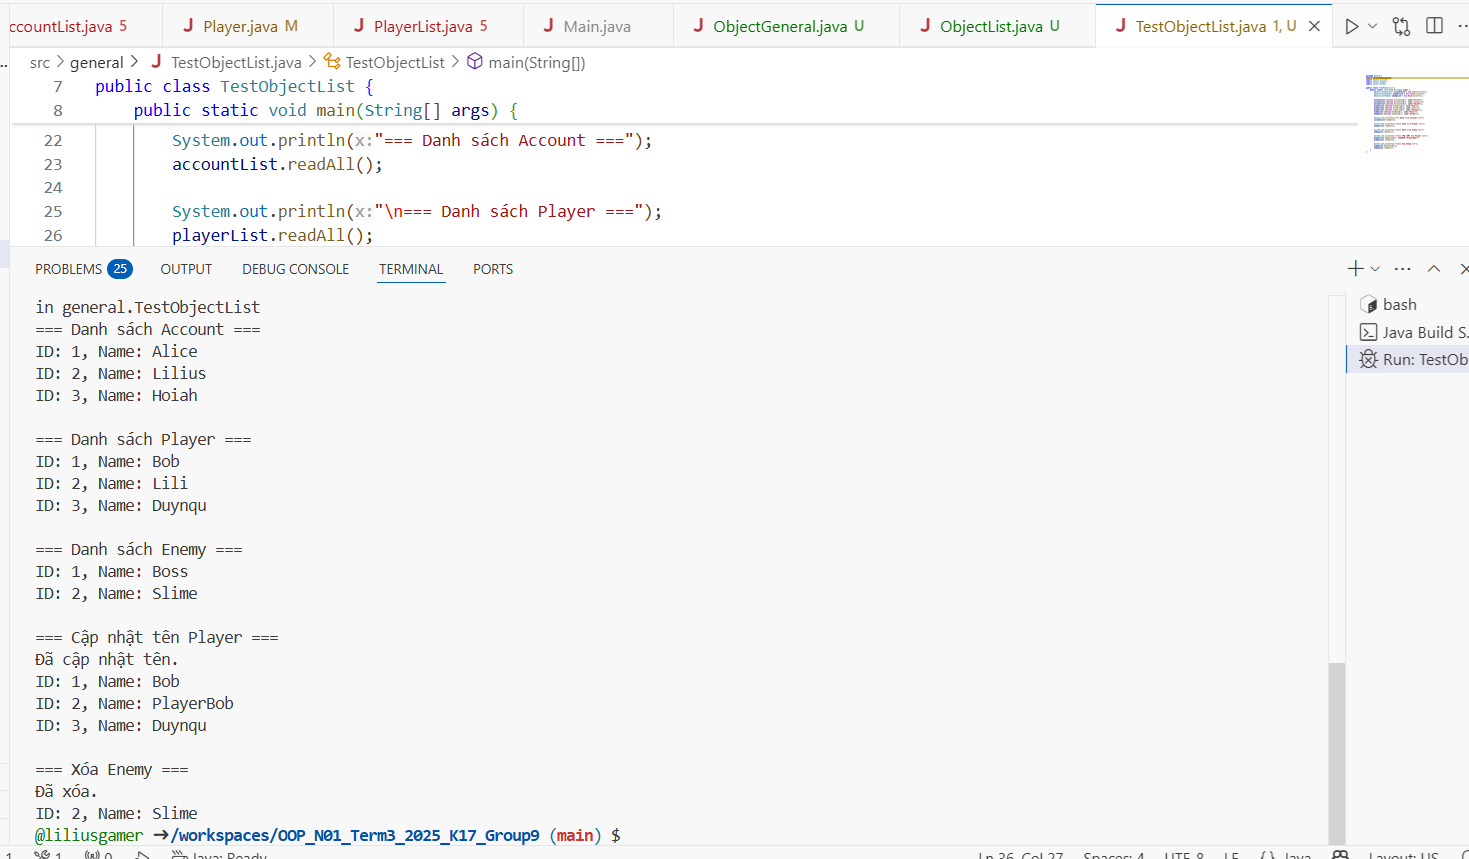 ccountList.java 5
Player.java M
PlayerList.java 5
Main.java
ObjectGeneral.java U
ObjectList.java U
TestObjectList.java 1, U
src > general > TestObjectList.java > TestObjectList > main(String[])
7 public class TestObjectList {
8 public static void main(String[] args) {
22 System.out.println(x:"=== Danh sách Account ===");
23 accountList.readAll();
24
25 System.out.println(x:"\n=== Danh sách Player ===");
26 playerList.readAll();
PROBLEMS 25 OUTPUT DEBUG CONSOLE TERMINAL PORTS
bash
Java Build S.
Run: TestOb
in general.TestObjectList
=== Danh sách Account ===
ID: 1, Name: Alice
ID: 2, Name: Lilius
ID: 3, Name: Hoiah
=== Danh sách Player ===
ID: 1, Name: Bob
ID: 2, Name: Lili
ID: 3, Name: Duynqu
=== Danh sách Enemy ===
ID: 1, Name: Boss
ID: 2, Name: Slime
=== Cập nhật tên Player ===
Đã cập nhật tên.
ID: 1, Name: Bob
ID: 2, Name: PlayerBob
ID: 3, Name: Duynqu
=== Xóa Enemy ===
Đã xóa.
ID: 2, Name: Slime
@liliusgamer ➜/workspaces/OOP_N01_Term3_2025_K17_Group9 (main) $
1 1 0 Java: Ready Ln 36, Col 27 Spaces: 4 UTF-8 LF {} Java Layout: US